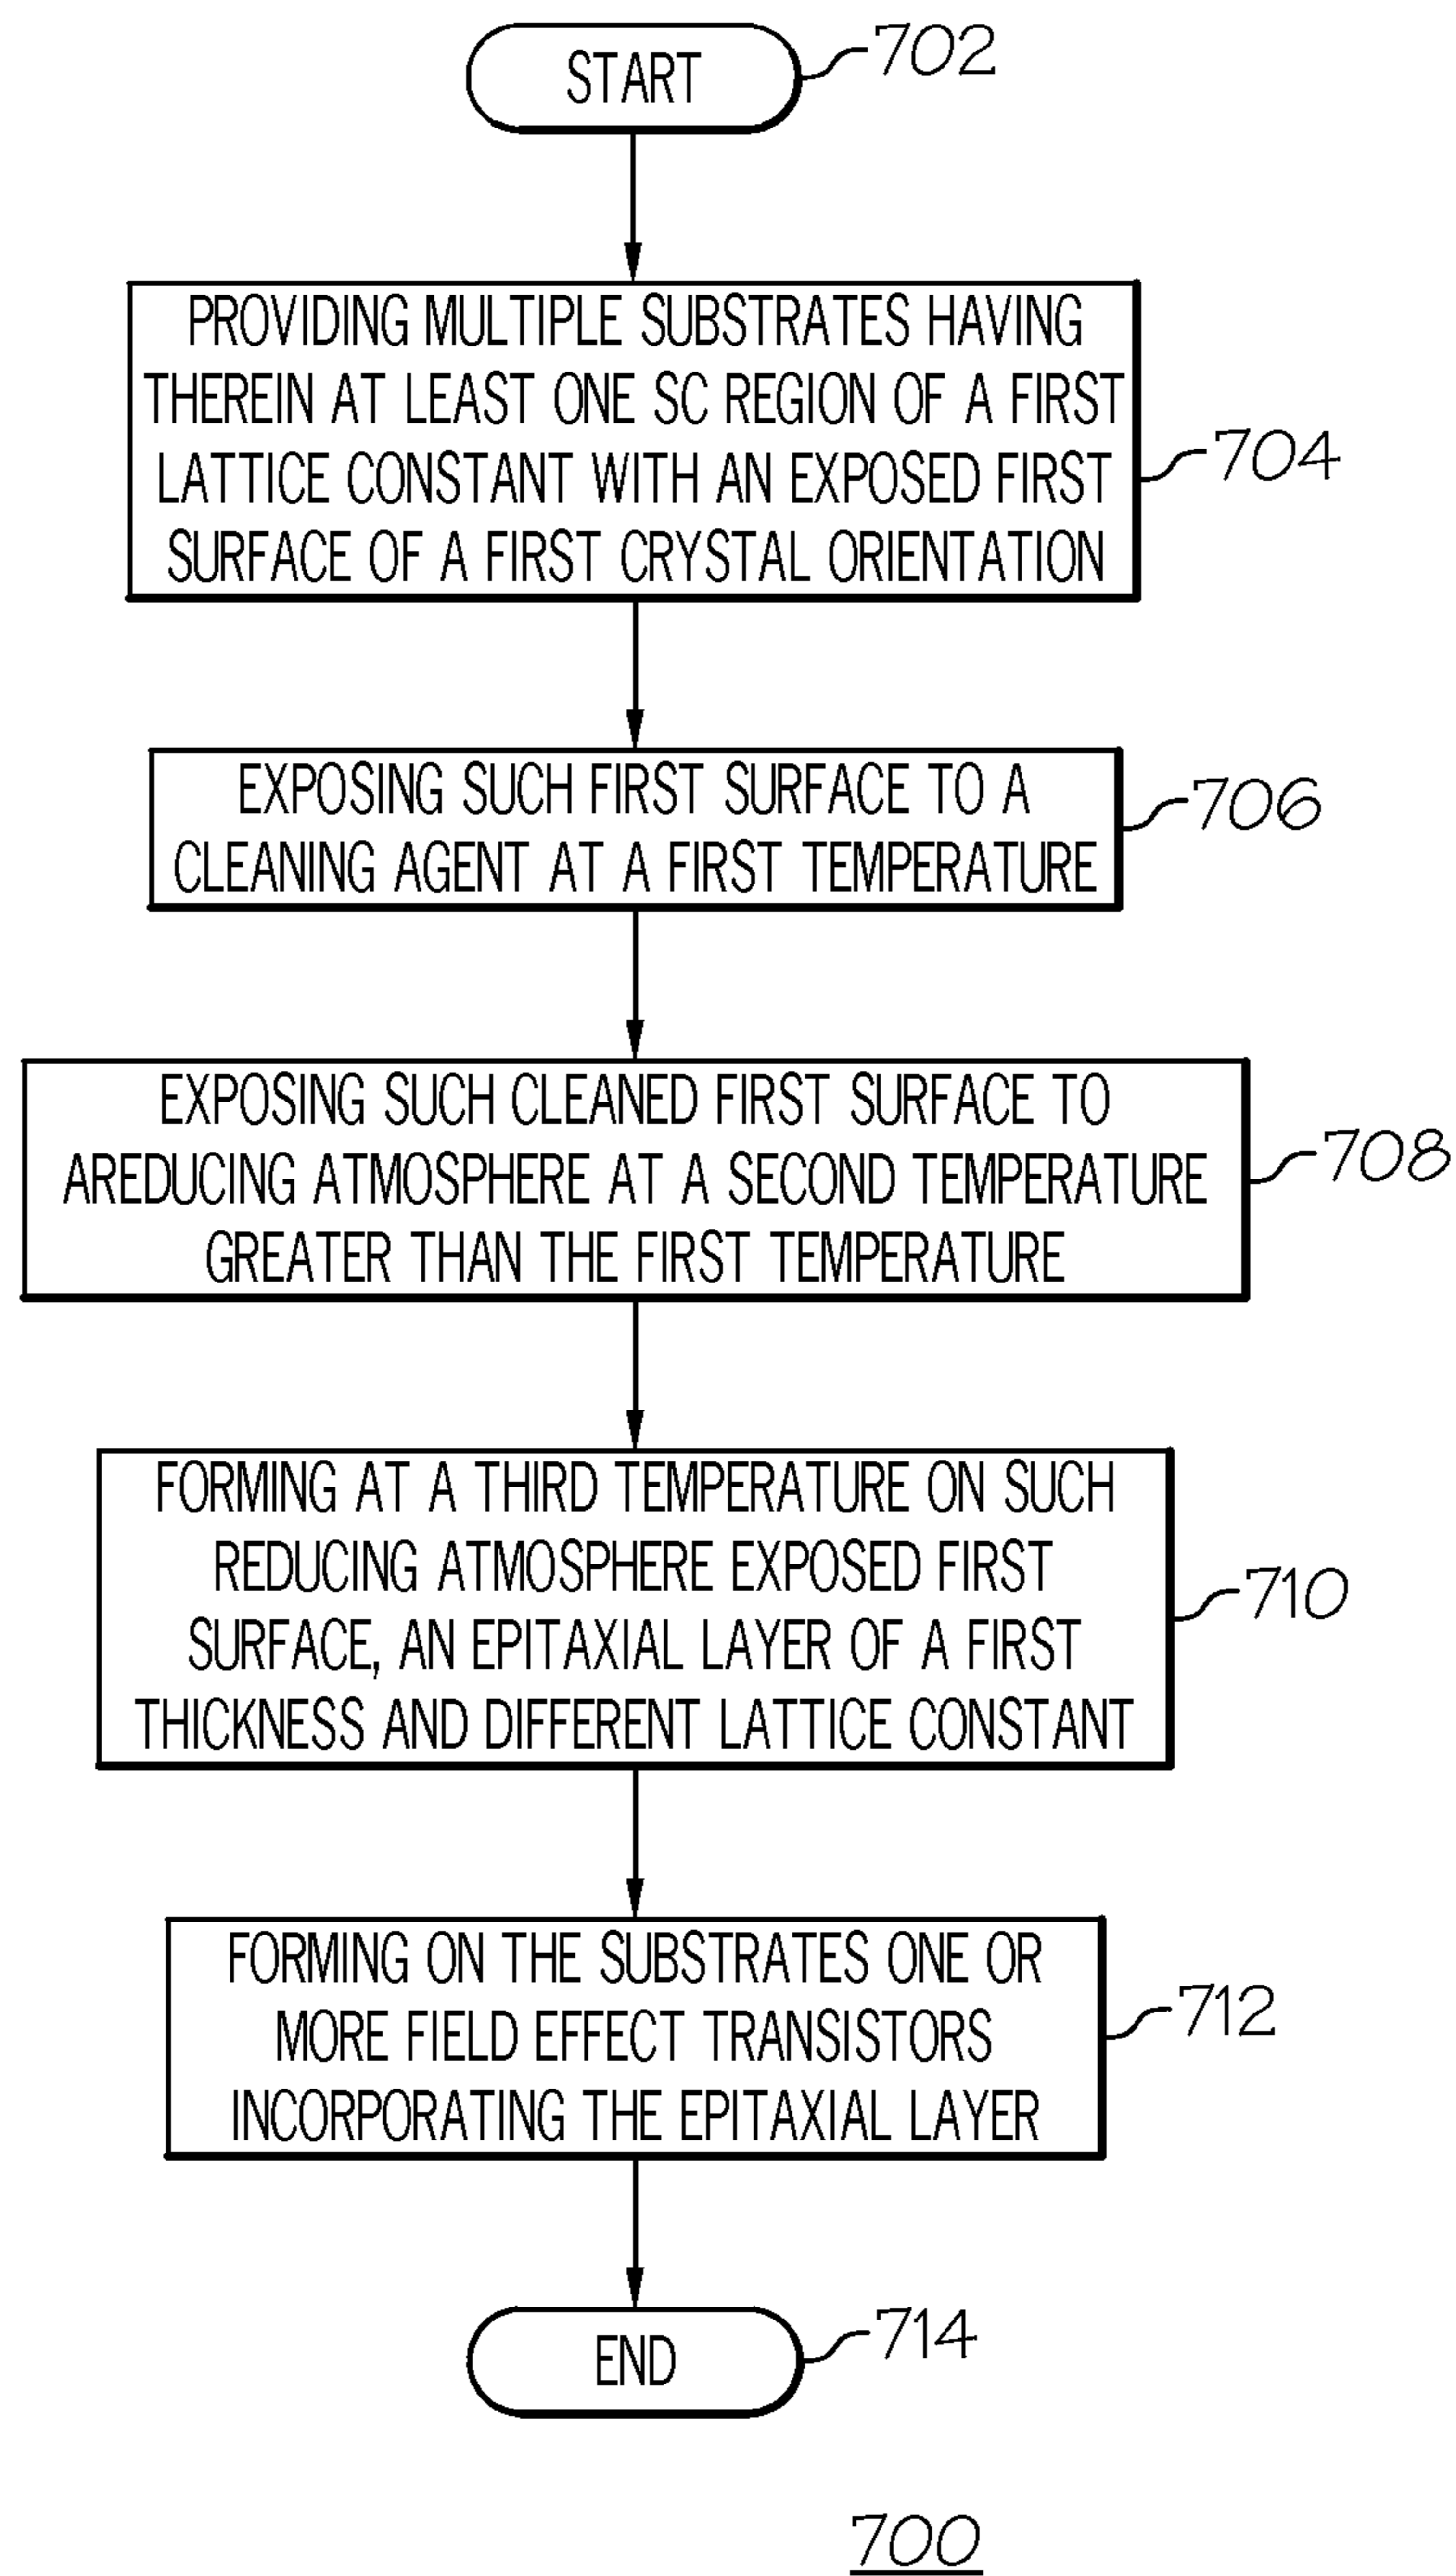 START
702
PROVIDING MULTIPLE SUBSTRATES HAVING
THEREIN AT LEAST ONE SC REGION OF A FIRST
LATTICE CONSTANT WITH AN EXPOSED FIRST
SURFACE OF A FIRST CRYSTAL ORIENTATION
704
EXPOSING SUCH FIRST SURFACE TO A
CLEANING AGENT AT A FIRST TEMPERATURE
706
EXPOSING SUCH CLEANED FIRST SURFACE TO
AREDUCING ATMOSPHERE AT A SECOND TEMPERATURE
GREATER THAN THE FIRST TEMPERATURE
708
FORMING AT A THIRD TEMPERATURE ON SUCH
REDUCING ATMOSPHERE EXPOSED FIRST
SURFACE, AN EPITAXIAL LAYER OF A FIRST
THICKNESS AND DIFFERENT LATTICE CONSTANT
710
FORMING ON THE SUBSTRATES ONE OR
MORE FIELD EFFECT TRANSISTORS
INCORPORATING THE EPITAXIAL LAYER
712
END
714
700